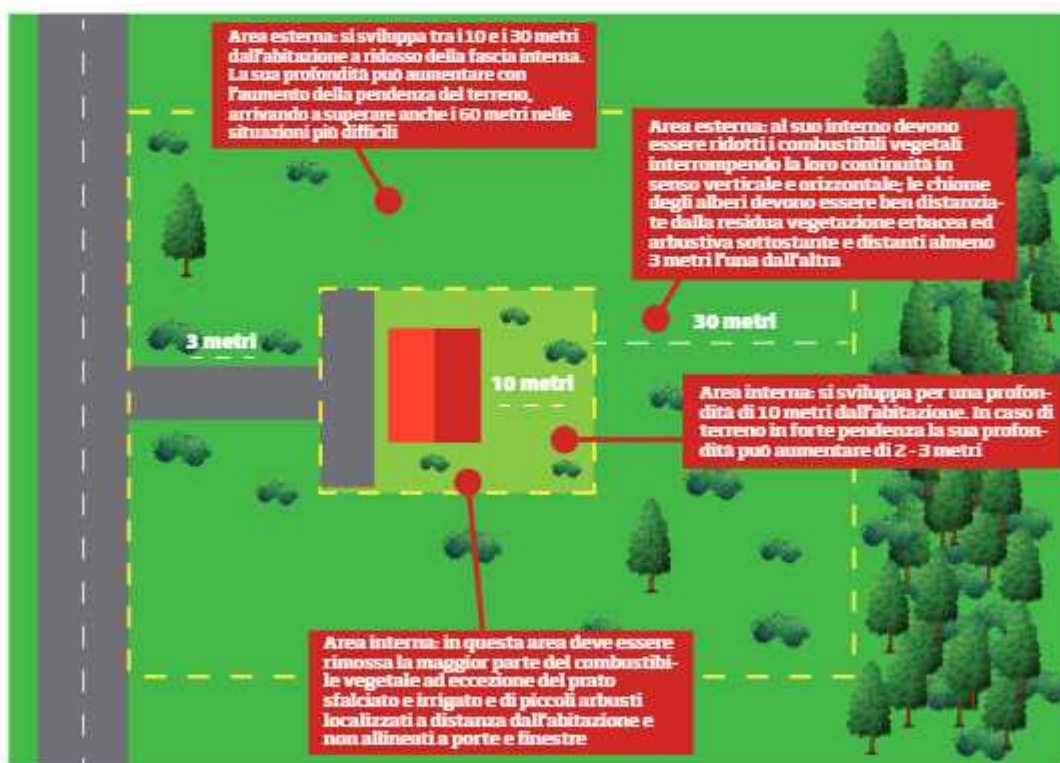 Area esterna: si sviluppa tra i 10 e i 30 metri
dall'abitazione a ridosso della fascia interna.
La sua profondità può aumentare con
l'aumento della pendenza del terreno,
arrivando a superare anche i 60 metri nelle
situazioni più difficili
Area esterna: al suo interno devono
essere ridotti i combustibili vegetali
interrompendo la loro continuità in
senso verticale e orizzontale; le chiome
degli alberi devono essere ben distanzia-
te dalla residua vegetazione erbacea ed
arbustiva sottostante e distanti almeno
3 metri l'una dall'altra
30 metri
3 metri
10 metri
Area interna: si sviluppa per una profon-
dità di 10 metri dall'abitazione. In caso di
terreno in forte pendenza la sua profon-
dità può aumentare di 2 - 3 metri
Area interna: in questa area deve essere
rimossa la maggior parte del combustibi-
le vegetale ad eccezione del prato
sfalciato e irrigato e di piccoli arbusti
localizzati a distanza dall'abitazione e
non allineati a porte e finestre